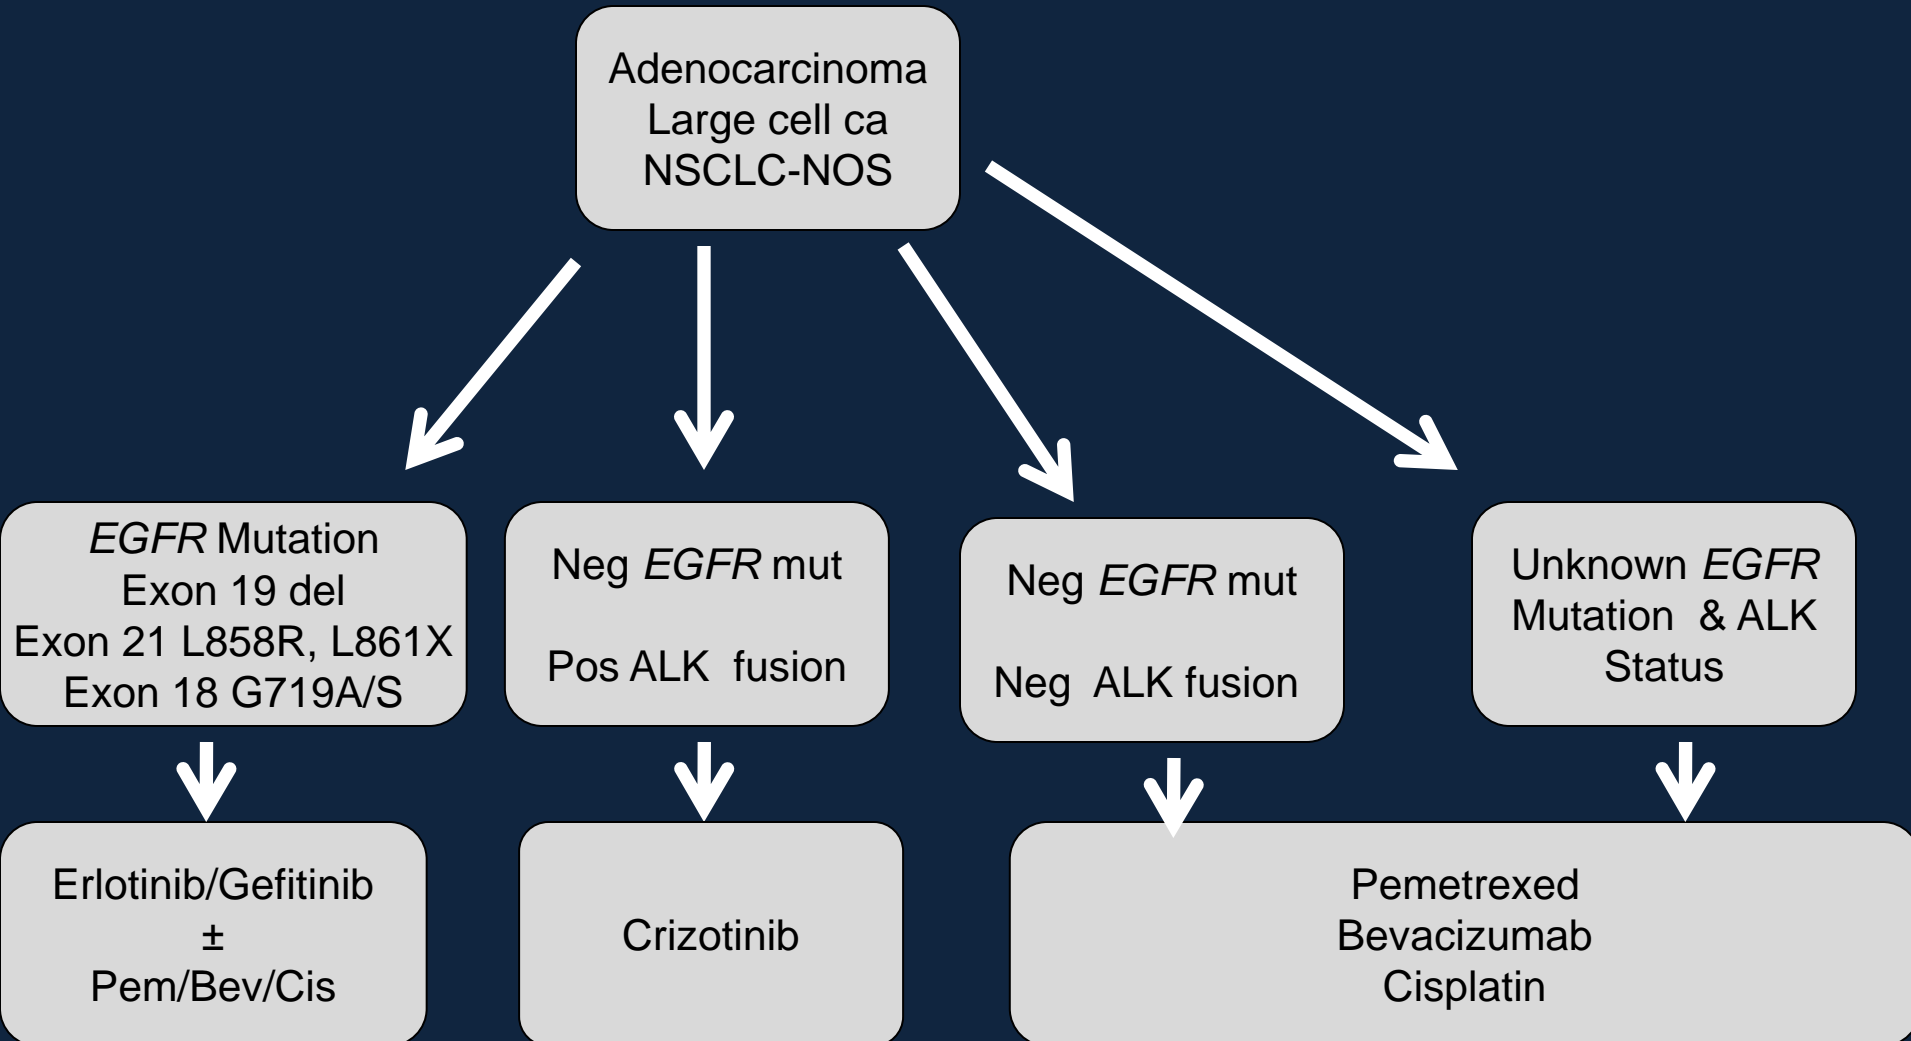 Adenocarcinoma
Large cell ca
NSCLC-NOS
EGFR Mutation
Exon 19 del
Exon 21 L858R, L861X
Exon 18 G719A/S
Neg EGFR mut
Pos ALK fusion
Neg EGFR mut
Neg ALK fusion
Unknown EGFR
Mutation & ALK
Status
Erlotinib/Gefitinib
±
Pem/Bev/Cis
Crizotinib
Pemetrexed
Bevacizumab
Cisplatin